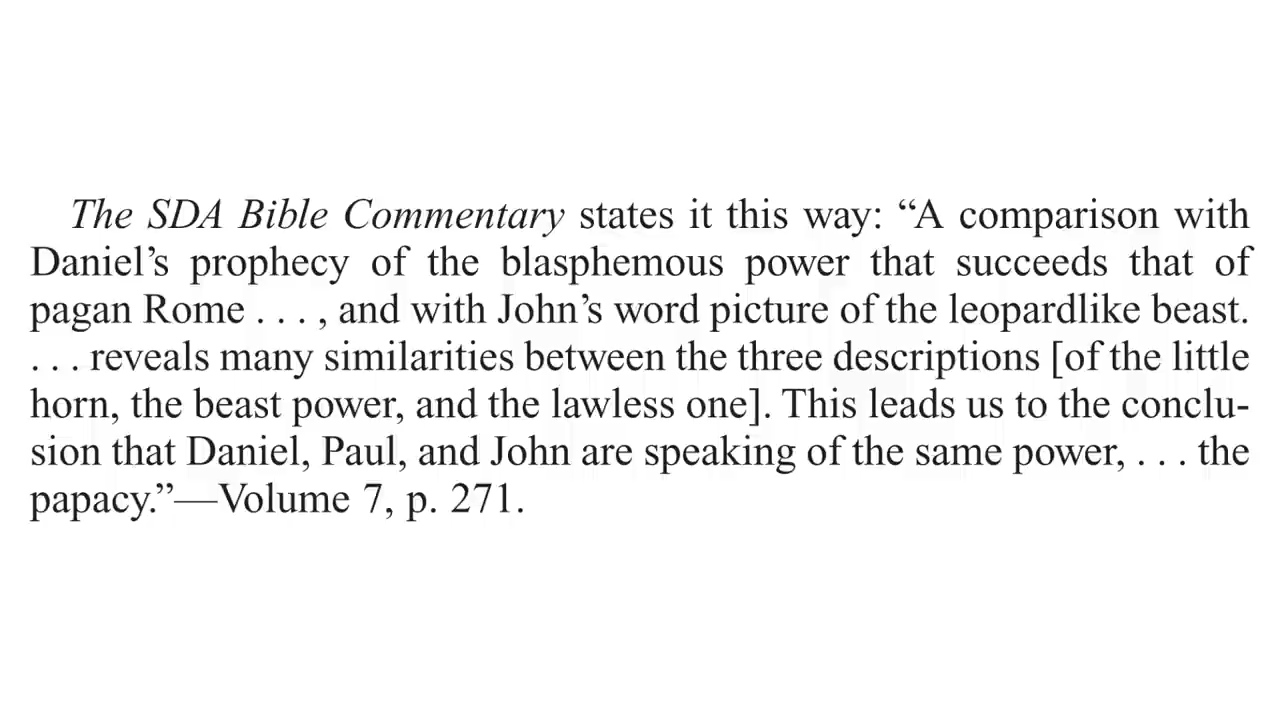 The SDA Bible Commentary states it this way: “A comparison with
Daniel’s prophecy of the blasphemous power that succeeds that of
pagan Rome . . . , and with John’s word picture of the leopardlike beast.
. . . reveals many similarities between the three descriptions [of the little
horn, the beast power, and the lawless one]. This leads us to the conclu-
sion that Daniel, Paul, and John are speaking of the same power, . . . the
papacy.”—Volume 7, p. 271.